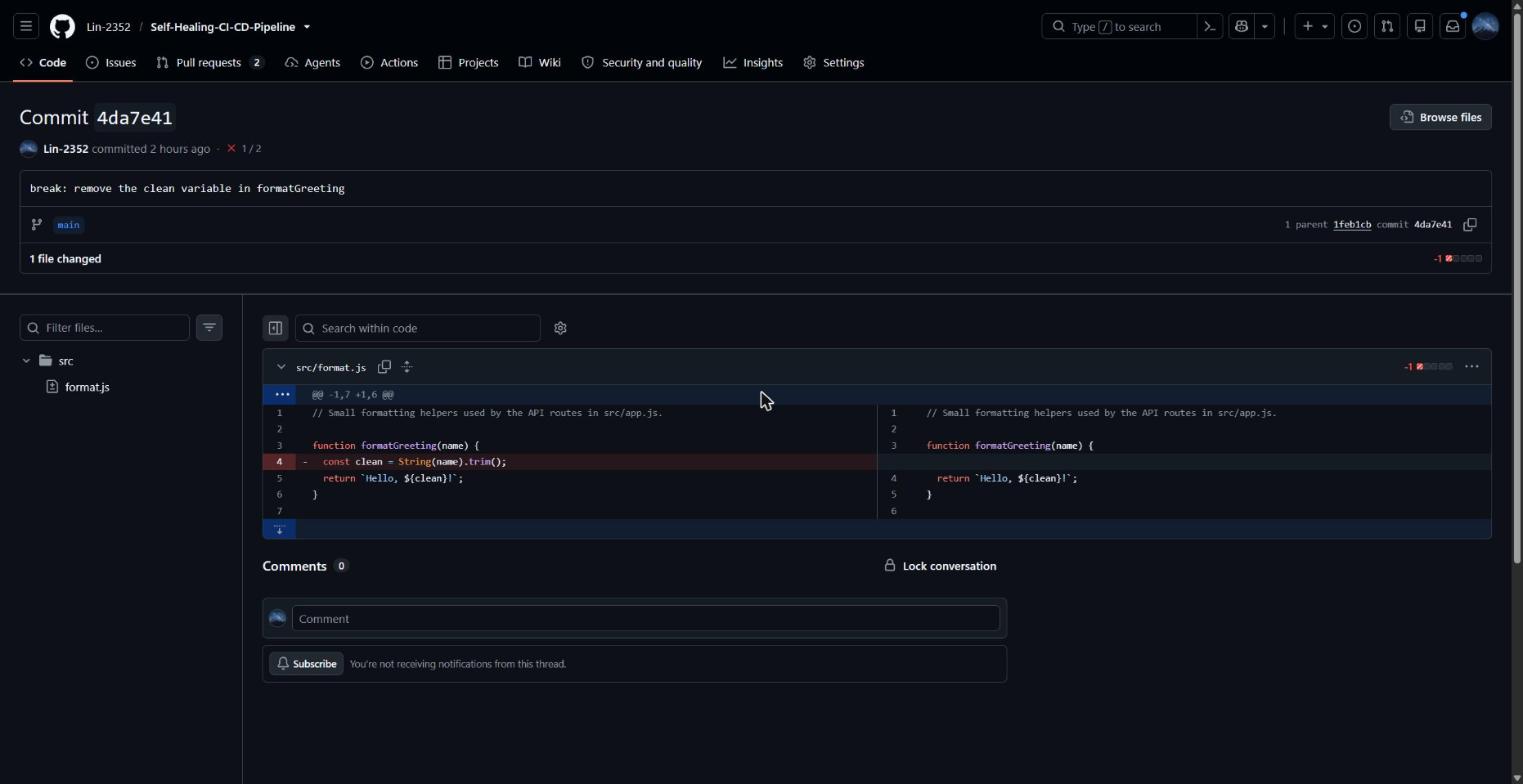 Lin-2352 / Self-Healing-CI-CD-Pipeline
Type / to search
Code
Issues
Pull requests 2
Agents
Actions
Projects
Wiki
Security and quality
Insights
Settings
Commit 4da7e41
Browse files
Lin-2352 committed 2 hours ago · 1 / 2
break: remove the clean variable in formatGreeting
main
1 parent 1feb1cb commit 4da7e41
1 file changed
-1
Filter files...
Search within code
src
format.js
src/format.js
-1
@@ -1,7 +1,6 @@
1 // Small formatting helpers used by the API routes in src/app.js.
2
3 function formatGreeting(name) {
4 - const clean = String(name).trim();
5 return `Hello, ${clean}!`;
6 }
7
1 // Small formatting helpers used by the API routes in src/app.js.
2
3 function formatGreeting(name) {
4 return `Hello, ${clean}!`;
5 }
6
Comments 0
Lock conversation
Comment
Subscribe You're not receiving notifications from this thread.